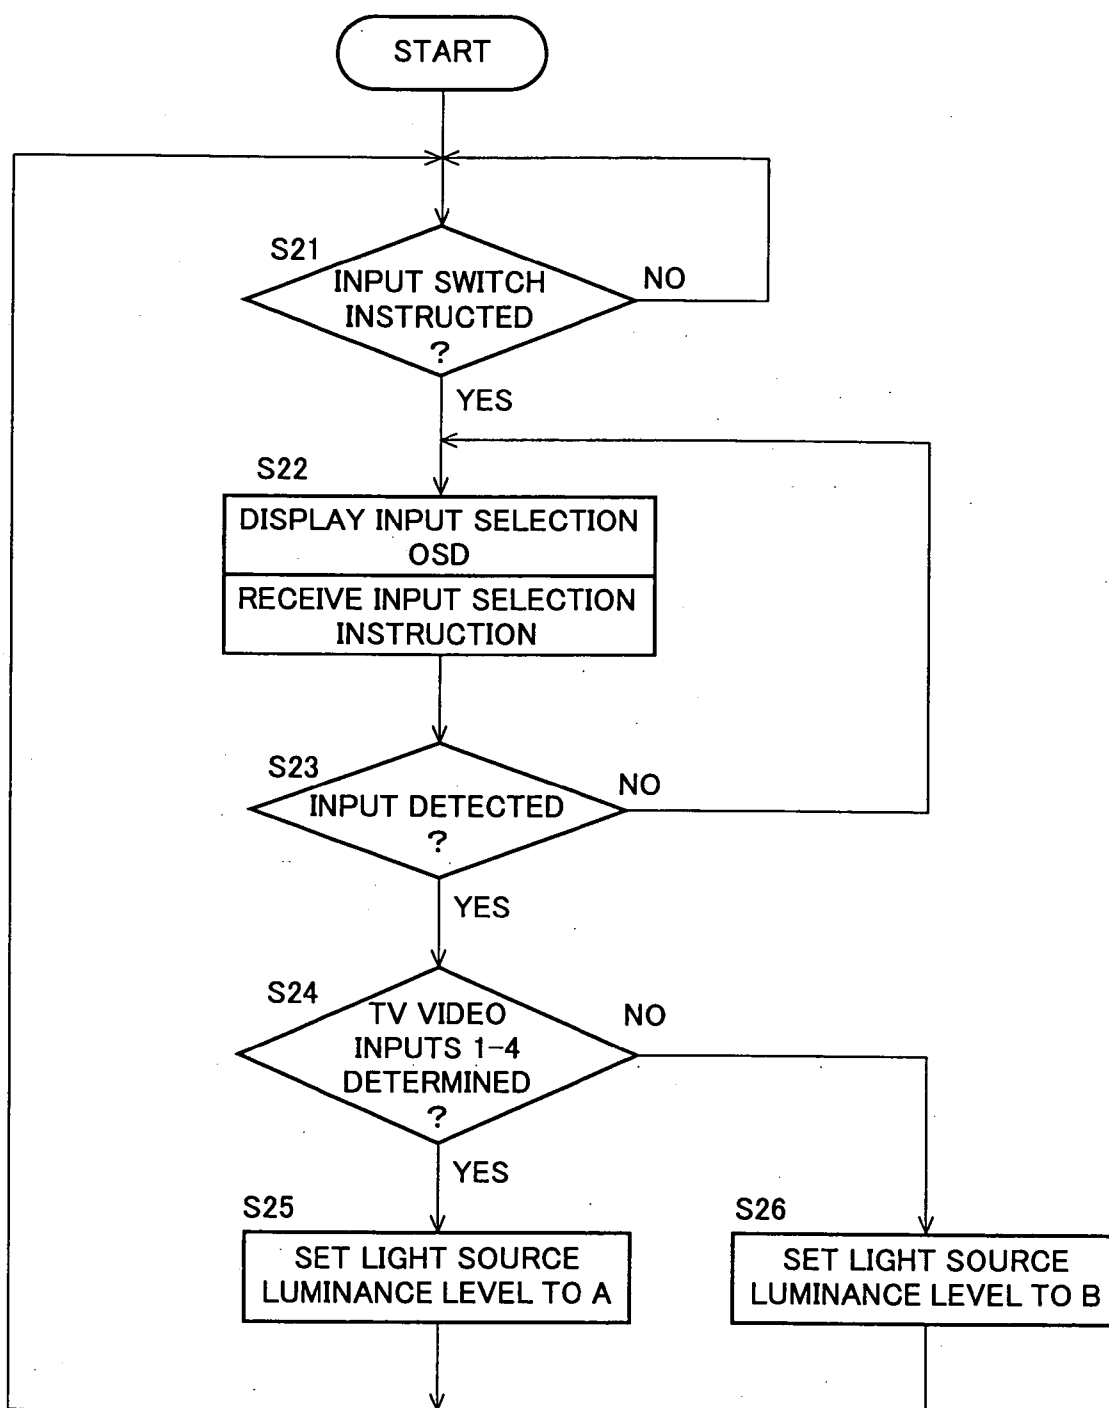 START
S21
INPUT SWITCH
INSTRUCTED
?
NO
YES
S22
DISPLAY INPUT SELECTION
OSD
RECEIVE INPUT SELECTION
INSTRUCTION
S23
INPUT DETECTED
?
NO
YES
S24
TV VIDEO
INPUTS 1-4
DETERMINED
?
NO
YES
S25
SET LIGHT SOURCE
LUMINANCE LEVEL TO A
S26
SET LIGHT SOURCE
LUMINANCE LEVEL TO B